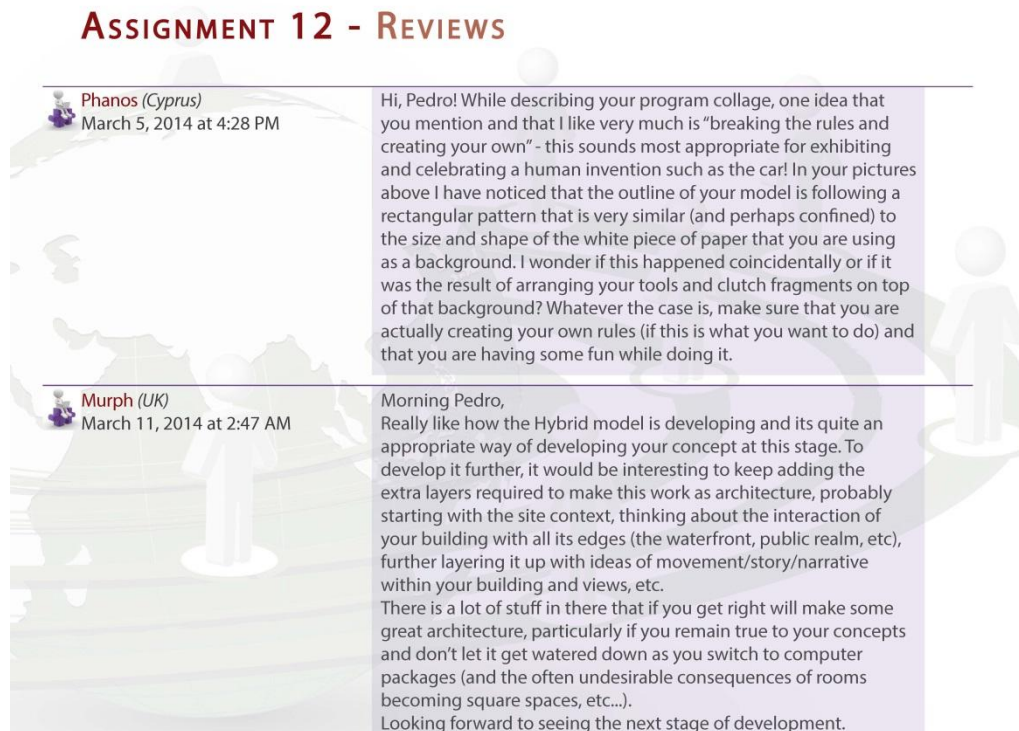 ASSIGNMENT 12 - REVIEWS
Phanos (Cyprus)
March 5, 2014 at 4:28 PM
Hi, Pedro! While describing your program collage, one idea that
you mention and that I like very much is “breaking the rules and
creating your own” - this sounds most appropriate for exhibiting
and celebrating a human invention such as the car! In your pictures
above I have noticed that the outline of your model is following a
rectangular pattern that is very similar (and perhaps confined) to
the size and shape of the white piece of paper that you are using
as a background. I wonder if this happened coincidentally or if it
was the result of arranging your tools and clutch fragments on top
of that background? Whatever the case is, make sure that you are
actually creating your own rules (if this is what you want to do) and
that you are having some fun while doing it.
Murph (UK)
March 11, 2014 at 2:47 AM
Morning Pedro,
Really like how the Hybrid model is developing and its quite an
appropriate way of developing your concept at this stage. To
develop it further, it would be interesting to keep adding the
extra layers required to make this work as architecture, probably
starting with the site context, thinking about the interaction of
your building with all its edges (the waterfront, public realm, etc),
further layering it up with ideas of movement/story/narrative
within your building and views, etc.
There is a lot of stuff in there that if you get right will make some
great architecture, particularly if you remain true to your concepts
and don’t let it get watered down as you switch to computer
packages (and the often undesirable consequences of rooms
becoming square spaces, etc...).
Looking forward to seeing the next stage of development.